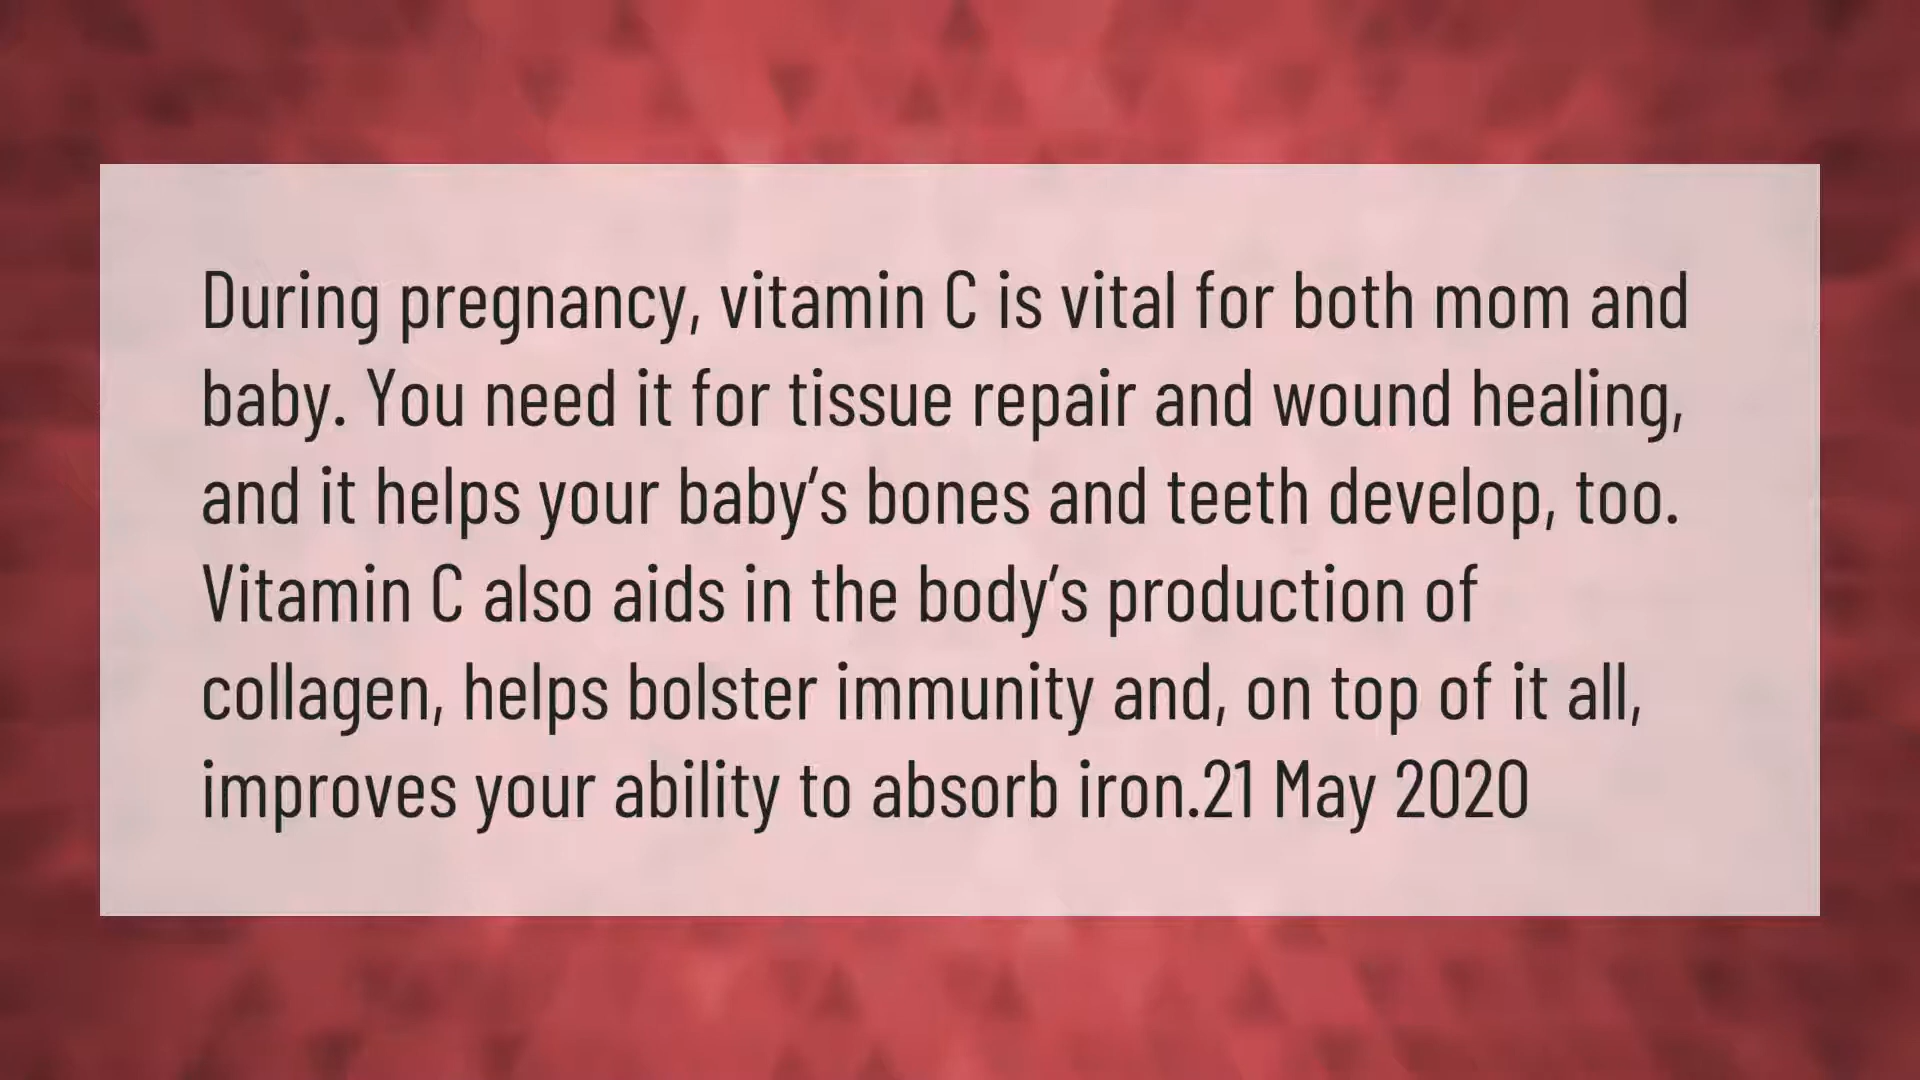 During pregnancy, vitamin C is vital for both mom and
baby. You need it for tissue repair and wound healing,
and it helps your baby's bones and teeth develop, too.
Vitamin C also aids in the body's production of
collagen, helps bolster immunity and, on top of it all,
improves your ability to absorb iron.21 May 2020